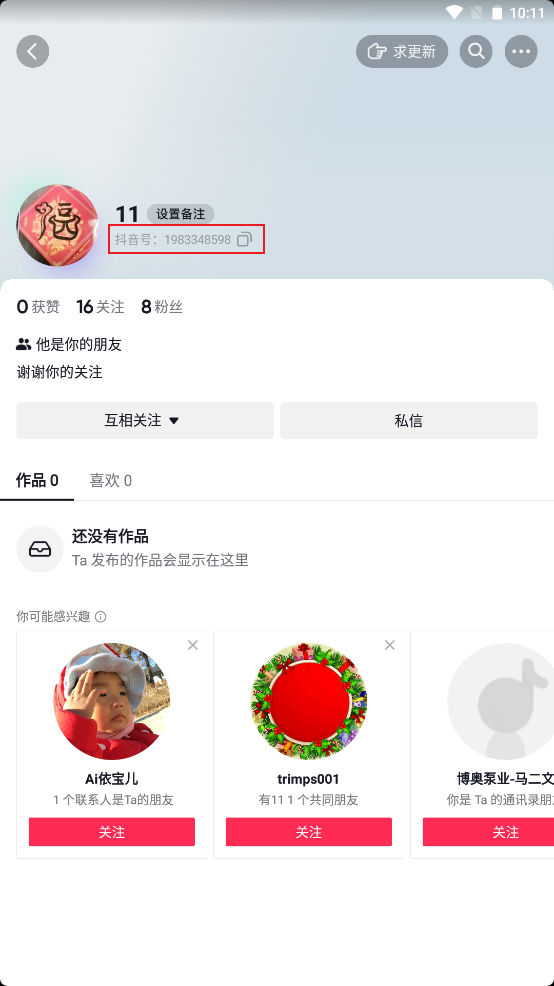 10:11
求更新
福
11 设置备注
抖音号：1983348598
0 获赞 16 关注 8 粉丝
他是你的朋友
谢谢你的关注
互相关注 私信
作品 0 喜欢 0
还没有作品
Ta 发布的作品会显示在这里
你可能感兴趣
Ai依宝儿 trimps001 博奥泵业-马二文
1 个联系人是Ta的朋友 有11 1 个共同朋友 你是 Ta 的通讯录朋
关注 关注 关注